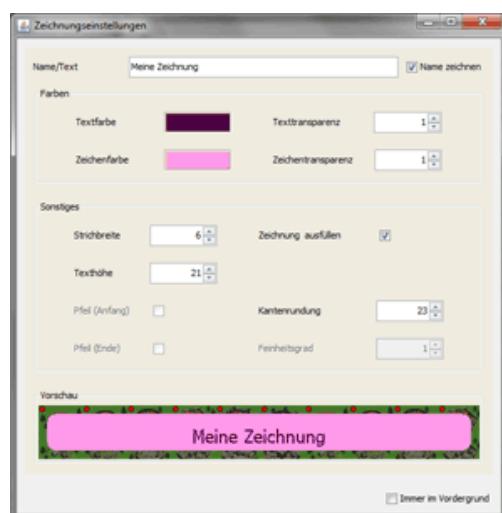 Zeichnungseinstellungen
Name/Text Meine Zeichnung Name zeichnen
Farben
Textfarbe Texttransparenz 1
Zeichenfarbe Zeichentransparenz 1
Sonstiges
Strichbreite 6 Zeichnung ausfüllen
Texthöhe 21
Pfeil (Anfang) Kantenrundung 23
Pfeil (Ende) Feinheitsgrad 1
Vorschau
Meine Zeichnung
Immer im Vordergrund